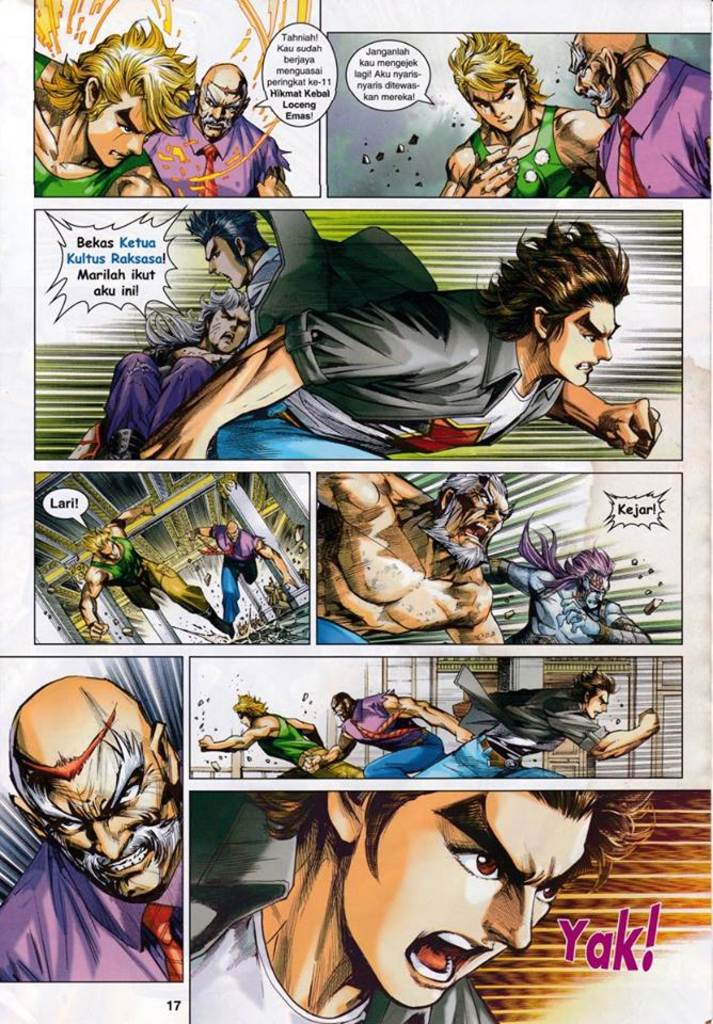 Tahniah!
Kau sudah
berjaya
menguasai
peringkat ke-11
Hikmat Kebal
Loceng
Emas!
Janganlah
kau mengejek
lagi! Aku nyaris-
nyaris ditewas-
kan mereka!
Bekas Ketua
Kultus Raksasa!
Marilah ikut
aku ini!
Lari!
Kejar!
Yak!
17